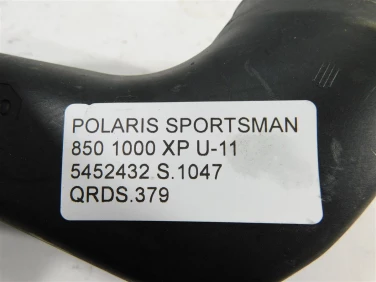 POLARIS SPORTSMAN
850 1000 XP U-11
5452432 S.1047
QRDS.379